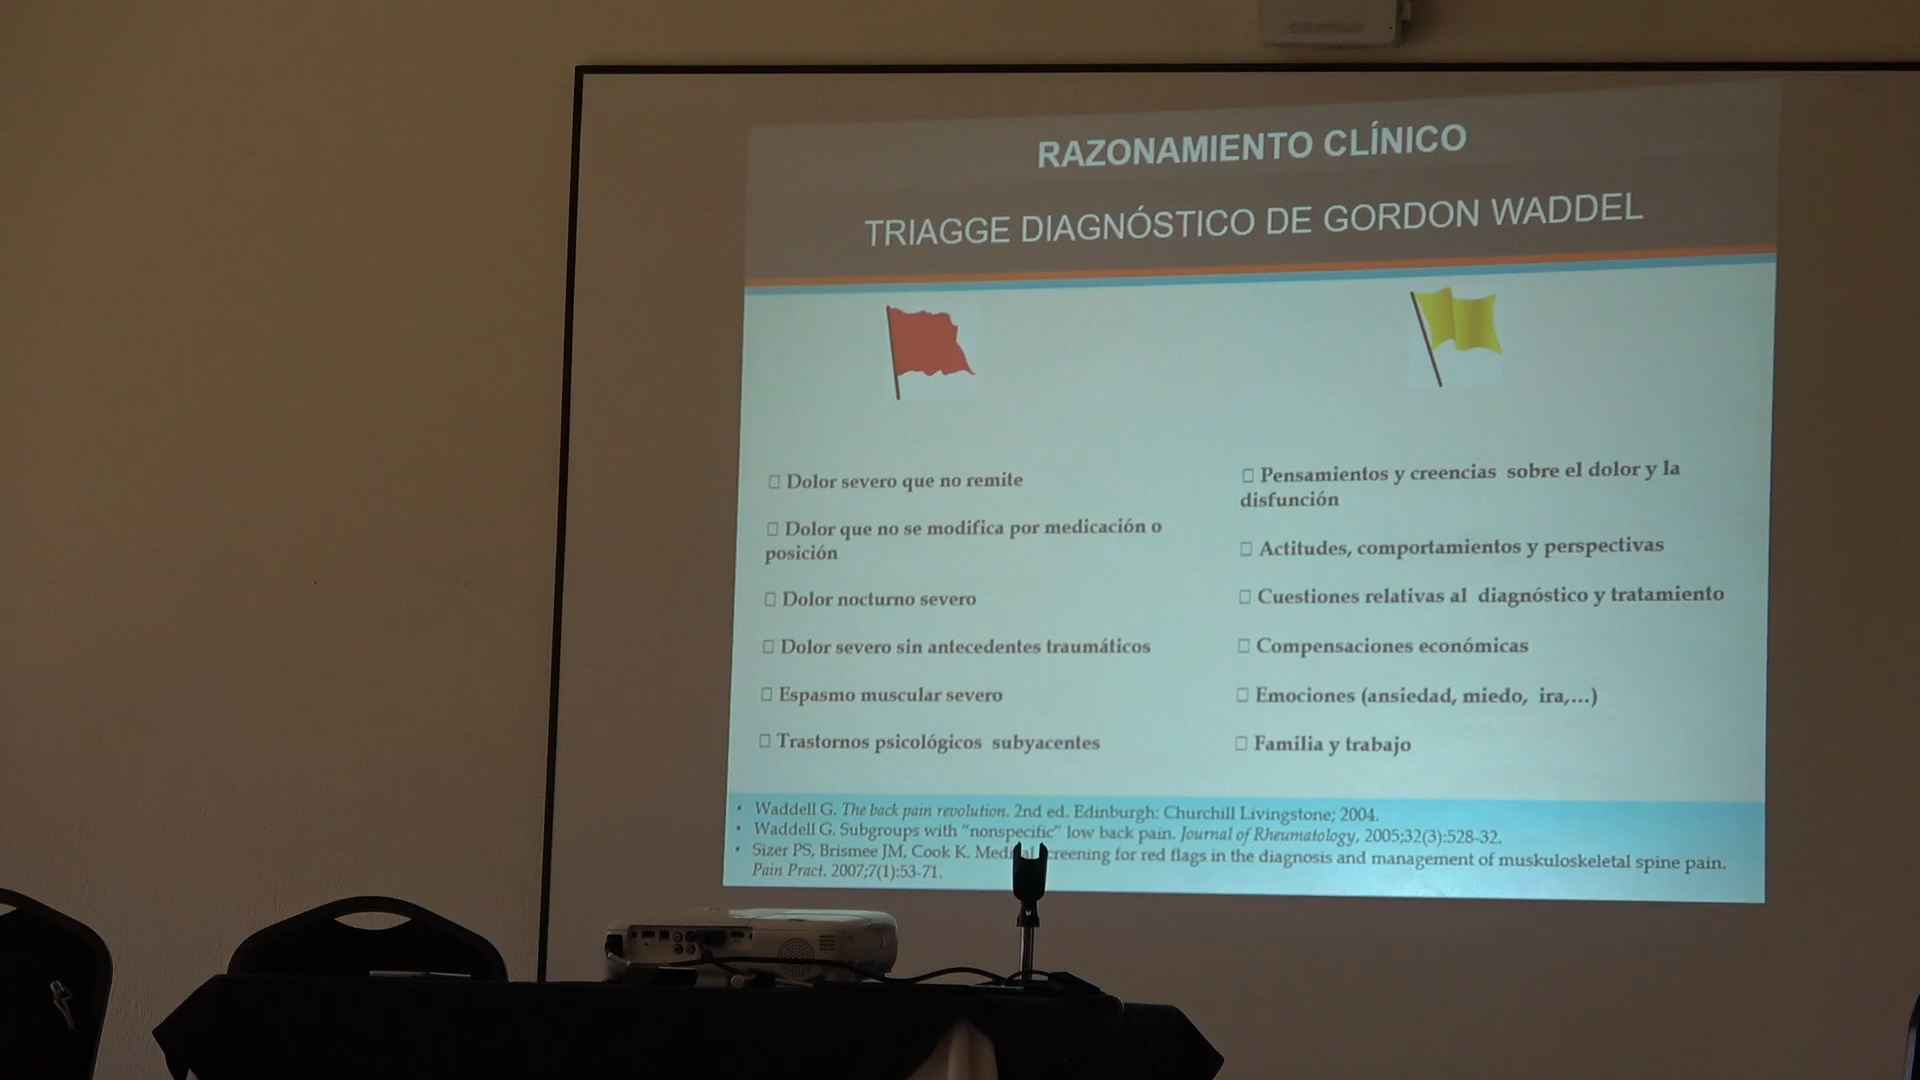 RAZONAMIENTO CLÍNICO
TRIAGGE DIAGNÓSTICO DE GORDON WADDEL
Dolor severo que no remite
Dolor que no se modifica por medicación o
posición
Dolor nocturno severo
Dolor severo sin antecedentes traumáticos
Espasmo muscular severo
Trastornos psicológicos subyacentes
Pensamientos y creencias sobre el dolor y la
disfunción
Actitudes, comportamientos y perspectivas
Cuestiones relativas al diagnóstico y tratamiento
Compensaciones económicas
Emociones (ansiedad, miedo, ira,...)
Familia y trabajo
• Waddell G. The back pain revolution. 2nd ed. Edinburgh: Churchill Livingstone; 2004.
• Waddell G. Subgroups with "nonspecific" low back pain. Journal of Rheumatology, 2005;32(3):528-32.
• Sizer PS, Brismee JM, Cook K. for red flags in the diagnosis and management of muskuloskeletal spine pain.
Pain Pract. 2007;7(1):53-71.